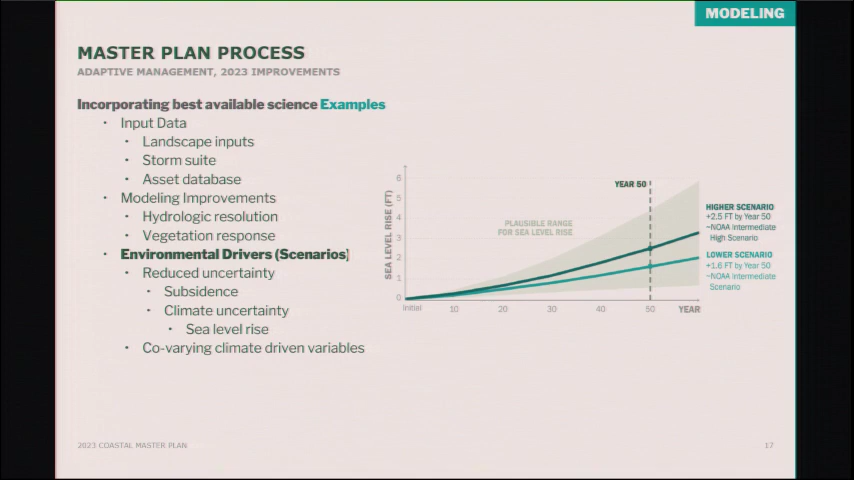 MODELING
MASTER PLAN PROCESS
ADAPTIVE MANAGEMENT, 2023 IMPROVEMENTS
Incorporating best available science Examples
• Input Data
• Landscape inputs
• Storm suite
• Asset database
• Modeling Improvements
• Hydrologic resolution
• Vegetation response
• Environmental Drivers (Scenarios)
• Reduced uncertainty
• Subsidence
• Climate uncertainty
• Sea level rise
• Co-varying climate driven variables
SEA LEVEL RISE (FT)
6
5
4
3
2
1
0
Initial
10
20
30
40
50
YEAR
YEAR 50
PLAUSIBLE RANGE
FOR SEA LEVEL RISE
HIGHER SCENARIO
+2.5 FT by Year 50
~NOAA Intermediate
High Scenario
LOWER SCENARIO
+1.6 FT by Year 50
~NOAA Intermediate
Scenario
2023 COASTAL MASTER PLAN
17